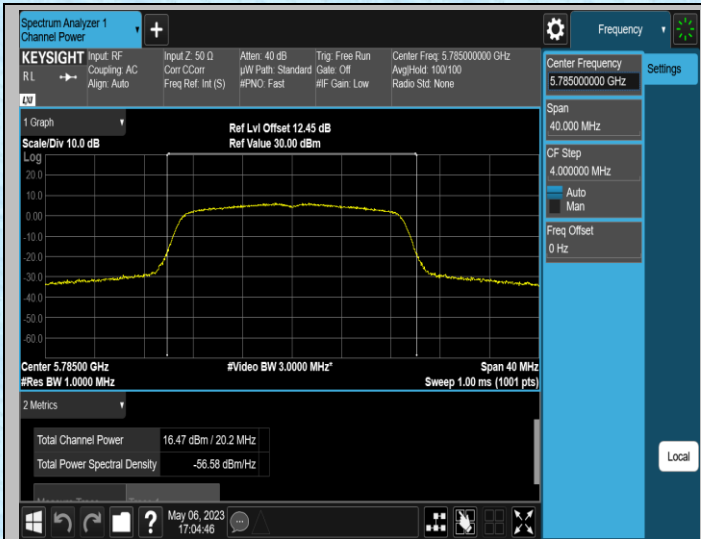 Spectrum Analyzer 1
Channel Power
+
Frequency
KEYSIGHT
R L
LXI
Input: RF
Coupling: AC
Align: Auto
Input Z: 50 Ω
Corr CCorr
Freq Ref: Int (S)
Atten: 40 dB
µW Path: Standard
#PNO: Fast
Trig: Free Run
Gate: Off
#IF Gain: Low
Center Freq: 5.785000000 GHz
Avg|Hold: 100/100
Radio Std: None
Center Frequency
5.785000000 GHz
Settings
Span
40.000 MHz
CF Step
4.000000 MHz
Auto
Man
Freq Offset
0 Hz
Local
1 Graph
Scale/Div 10.0 dB
Ref Lvl Offset 12.45 dB
Ref Value 30.00 dBm
Log
20.0
10.0
0.00
-10.0
-20.0
-30.0
-40.0
-50.0
-60.0
Center 5.78500 GHz
#Video BW 3.0000 MHz*
Span 40 MHz
#Res BW 1.0000 MHz
Sweep 1.00 ms (1001 pts)
2 Metrics
Total Channel Power 16.47 dBm / 20.2 MHz
Total Power Spectral Density -56.58 dBm/Hz
?
May 06, 2023
17:04:46